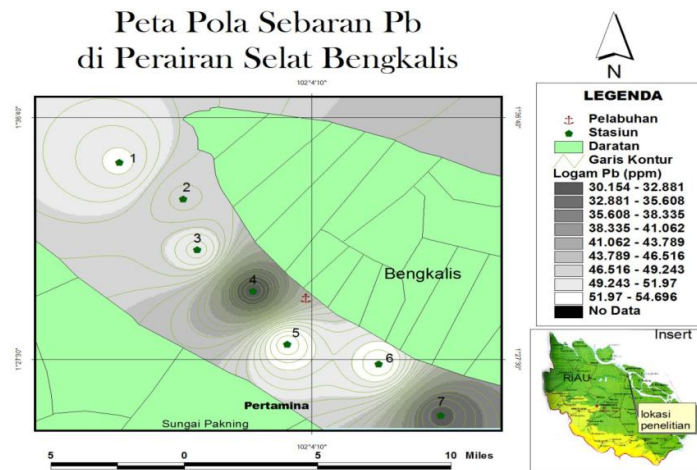 Peta Pola Sebaran Pb
di Perairan Selat Bengkalis
N
102°4'10"
1°36'40"
1°36'40"
1
2
3
4
5
6
7
Bengkalis
1°27'30"
1°27'30"
Pertamina
Sungai Pakning
102°4'10"
5 0 5 10 Miles
LEGENDA
Pelabuhan
Stasiun
Daratan
Garis Kontur
Logam Pb (ppm)
30.154 - 32.881
32.881 - 35.608
35.608 - 38.335
38.335 - 41.062
41.062 - 43.789
43.789 - 46.516
46.516 - 49.243
49.243 - 51.97
51.97 - 54.696
No Data
Insert
RIAU
lokasi
penelitian